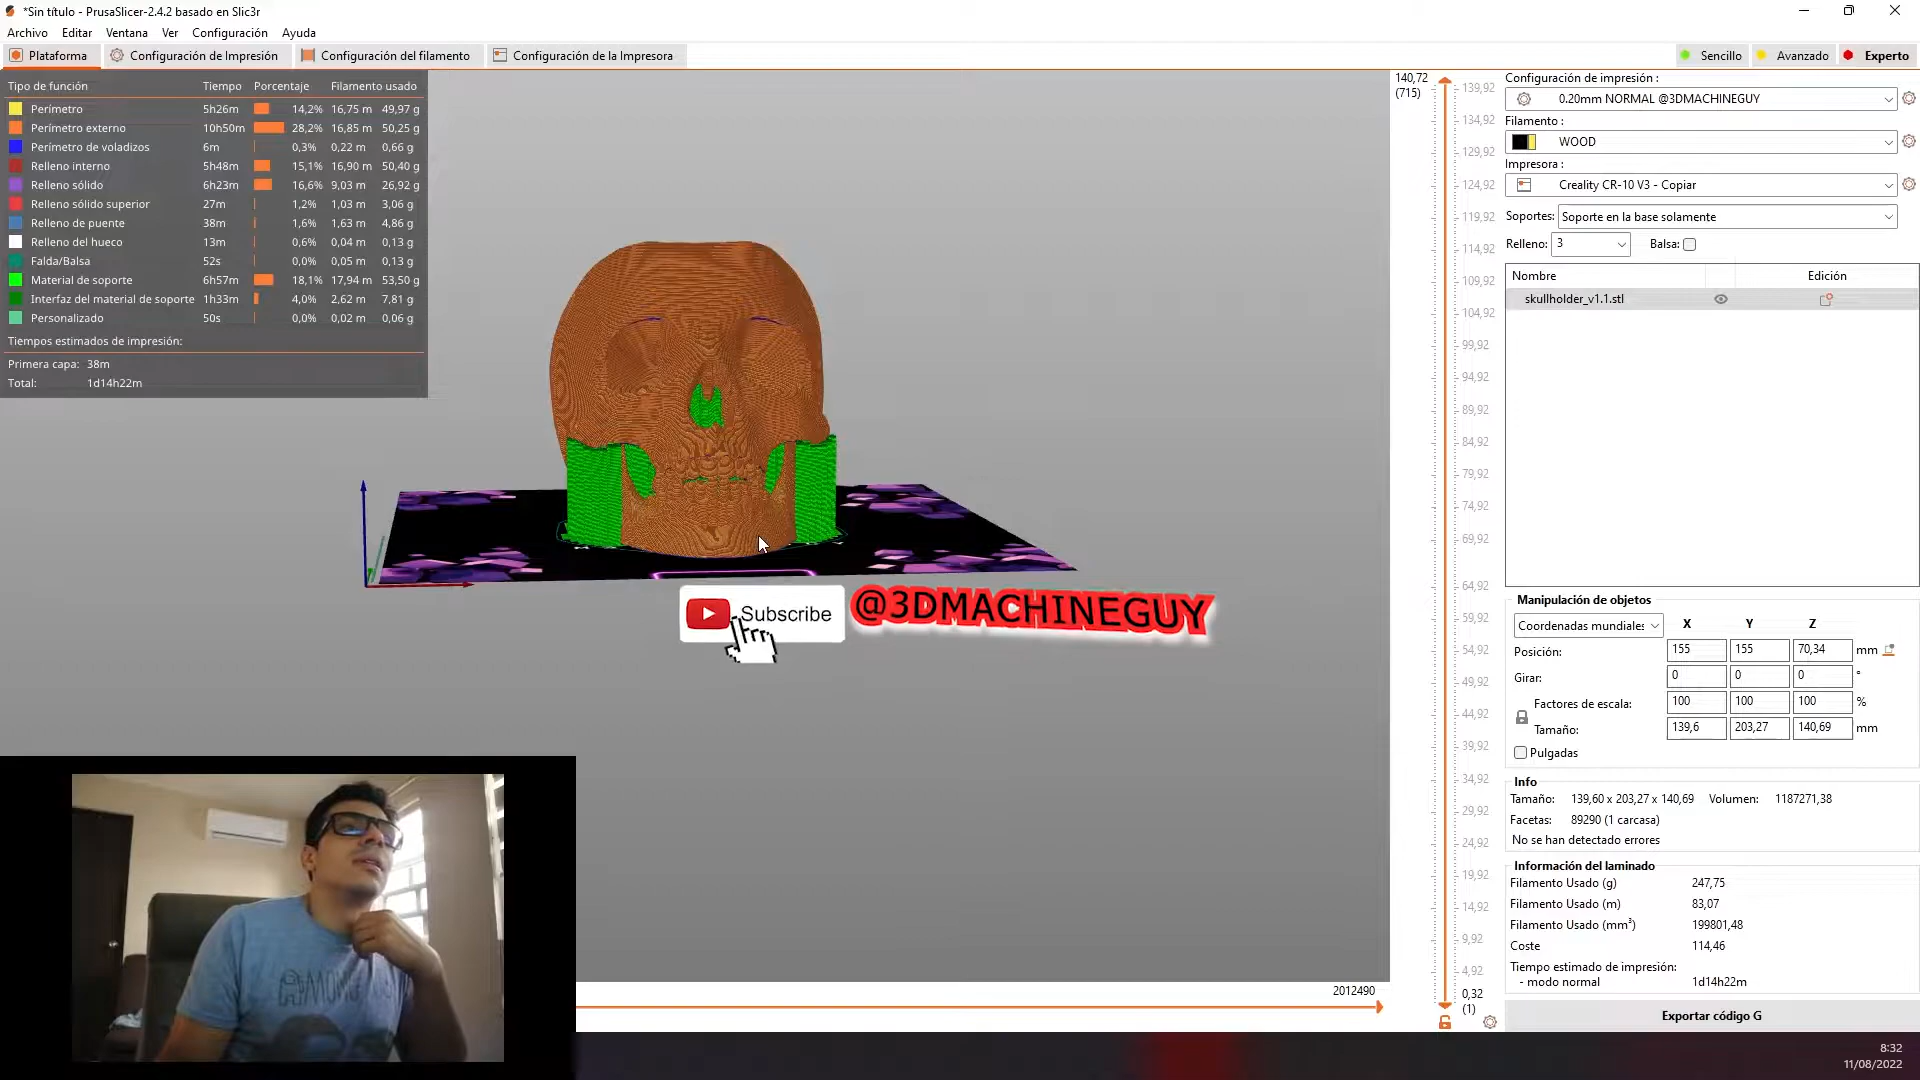 *Sin título - PrusaSlicer-2.4.2 basado en Slic3r
Archivo Editar Ventana Ver Configuración Ayuda
Plataforma Configuración de Impresión Configuración del filamento Configuración de la Impresora Sencillo Avanzado Experto
Tipo de función Tiempo Porcentaje Filamento usado
Perímetro 5h26m 14,2% 16,75 m 49,97 g
Perímetro externo 10h50m 28,2% 16,85 m 50,25 g
Perímetro de voladizos 6m 0,3% 0,22 m 0,66 g
Relleno interno 5h48m 15,1% 16,90 m 50,40 g
Relleno sólido 6h23m 16,6% 9,03 m 26,92 g
Relleno sólido superior 27m 1,2% 1,03 m 3,06 g
Relleno de puente 38m 1,6% 1,63 m 4,86 g
Relleno del hueco 13m 0,6% 0,04 m 0,13 g
Falda/Balsa 52s 0,0% 0,05 m 0,13 g
Material de soporte 6h57m 18,1% 17,94 m 53,50 g
Interfaz del material de soporte 1h33m 4,0% 2,62 m 7,81 g
Personalizado 50s 0,0% 0,02 m 0,06 g
Tiempos estimados de impresión:
Primera capa: 38m
Total: 1d14h22m
Subscribe
@3DMACHINEGUY
AMONG
2012490
140,72
(715)
139,92
134,92
129,92
124,92
119,92
114,92
109,92
104,92
99,92
94,92
89,92
84,92
79,92
74,92
69,92
64,92
59,92
54,92
49,92
44,92
39,92
34,92
29,92
24,92
19,92
14,92
9,92
4,92
0,32
(1)
Configuración de impresión :
0.20mm NORMAL @3DMACHINEGUY
Filamento :
WOOD
Impresora :
Creality CR-10 V3 - Copiar
Soportes: Soporte en la base solamente
Relleno: 3 Balsa:
Nombre Edición
skullholder_v1.1.stl
Manipulación de objetos
Coordenadas mundiales X Y Z
Posición: 155 155 70,34 mm
Girar: 0 0 0 °
Factores de escala: 100 100 100 %
Tamaño: 139,6 203,27 140,69 mm
Pulgadas
Info
Tamaño: 139,60 x 203,27 x 140,69 Volumen: 1187271,38
Facetas: 89290 (1 carcasa)
No se han detectado errores
Información del laminado
Filamento Usado (g) 247,75
Filamento Usado (m) 83,07
Filamento Usado (mm³) 199801,48
Coste 114,46
Tiempo estimado de impresión:
- modo normal 1d14h22m
Exportar código G
8:32
11/08/2022